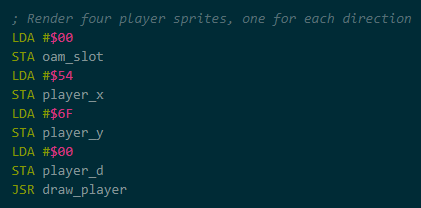 ; Render four player sprites, one for each direction
LDA #$00
STA oam_slot
LDA #$54
STA player_x
LDA #$6F
STA player_y
LDA #$00
STA player_d
JSR draw_player